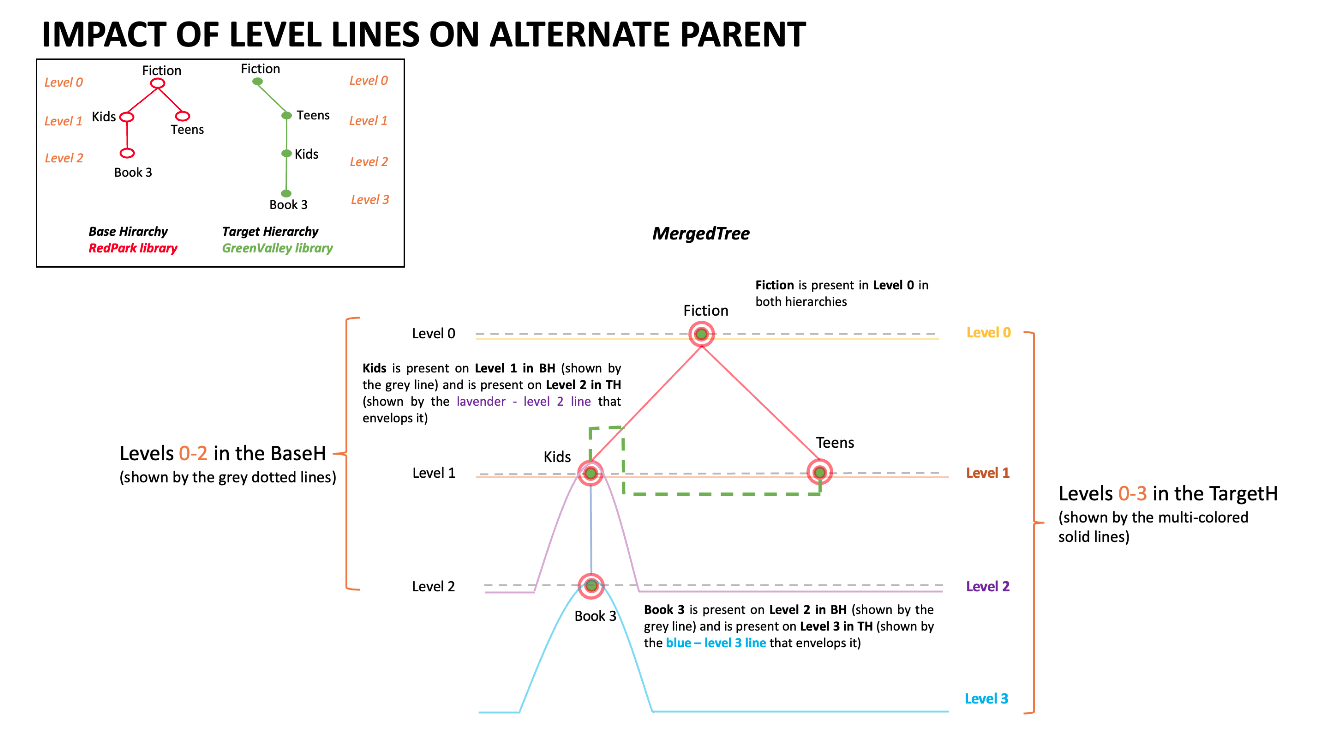 IMPACT OF LEVEL LINES ON ALTERNATE PARENT
Fiction
Fiction
Level 0
Level 0
Kids
Teens
Level 1
Level 1
Teens
Level 2
Kids
Level 2
Book 3
Level 3
Book 3
Base Hirarchy
Target Hierarchy
RedPark library
GreenValley library
MergedTree
Fiction is present in Level 0 in
both hierarchies
Fiction
Level 0
Level 0
Kids is present on Level 1 in BH (shown by
the grey line) and is present on Level 2 in TH
(shown by the lavender - level 2 line that
envelops it)
Levels 0-2 in the BaseH
(shown by the grey dotted lines)
Kids
Teens
Level 1
Level 1
Levels 0-3 in the TargetH
(shown by the multi-colored
solid lines)
Level 2
Level 2
Book 3
Book 3 is present on Level 2 in BH (shown by the
grey line) and is present on Level 3 in TH (shown by
the blue – level 3 line that envelops it)
Level 3